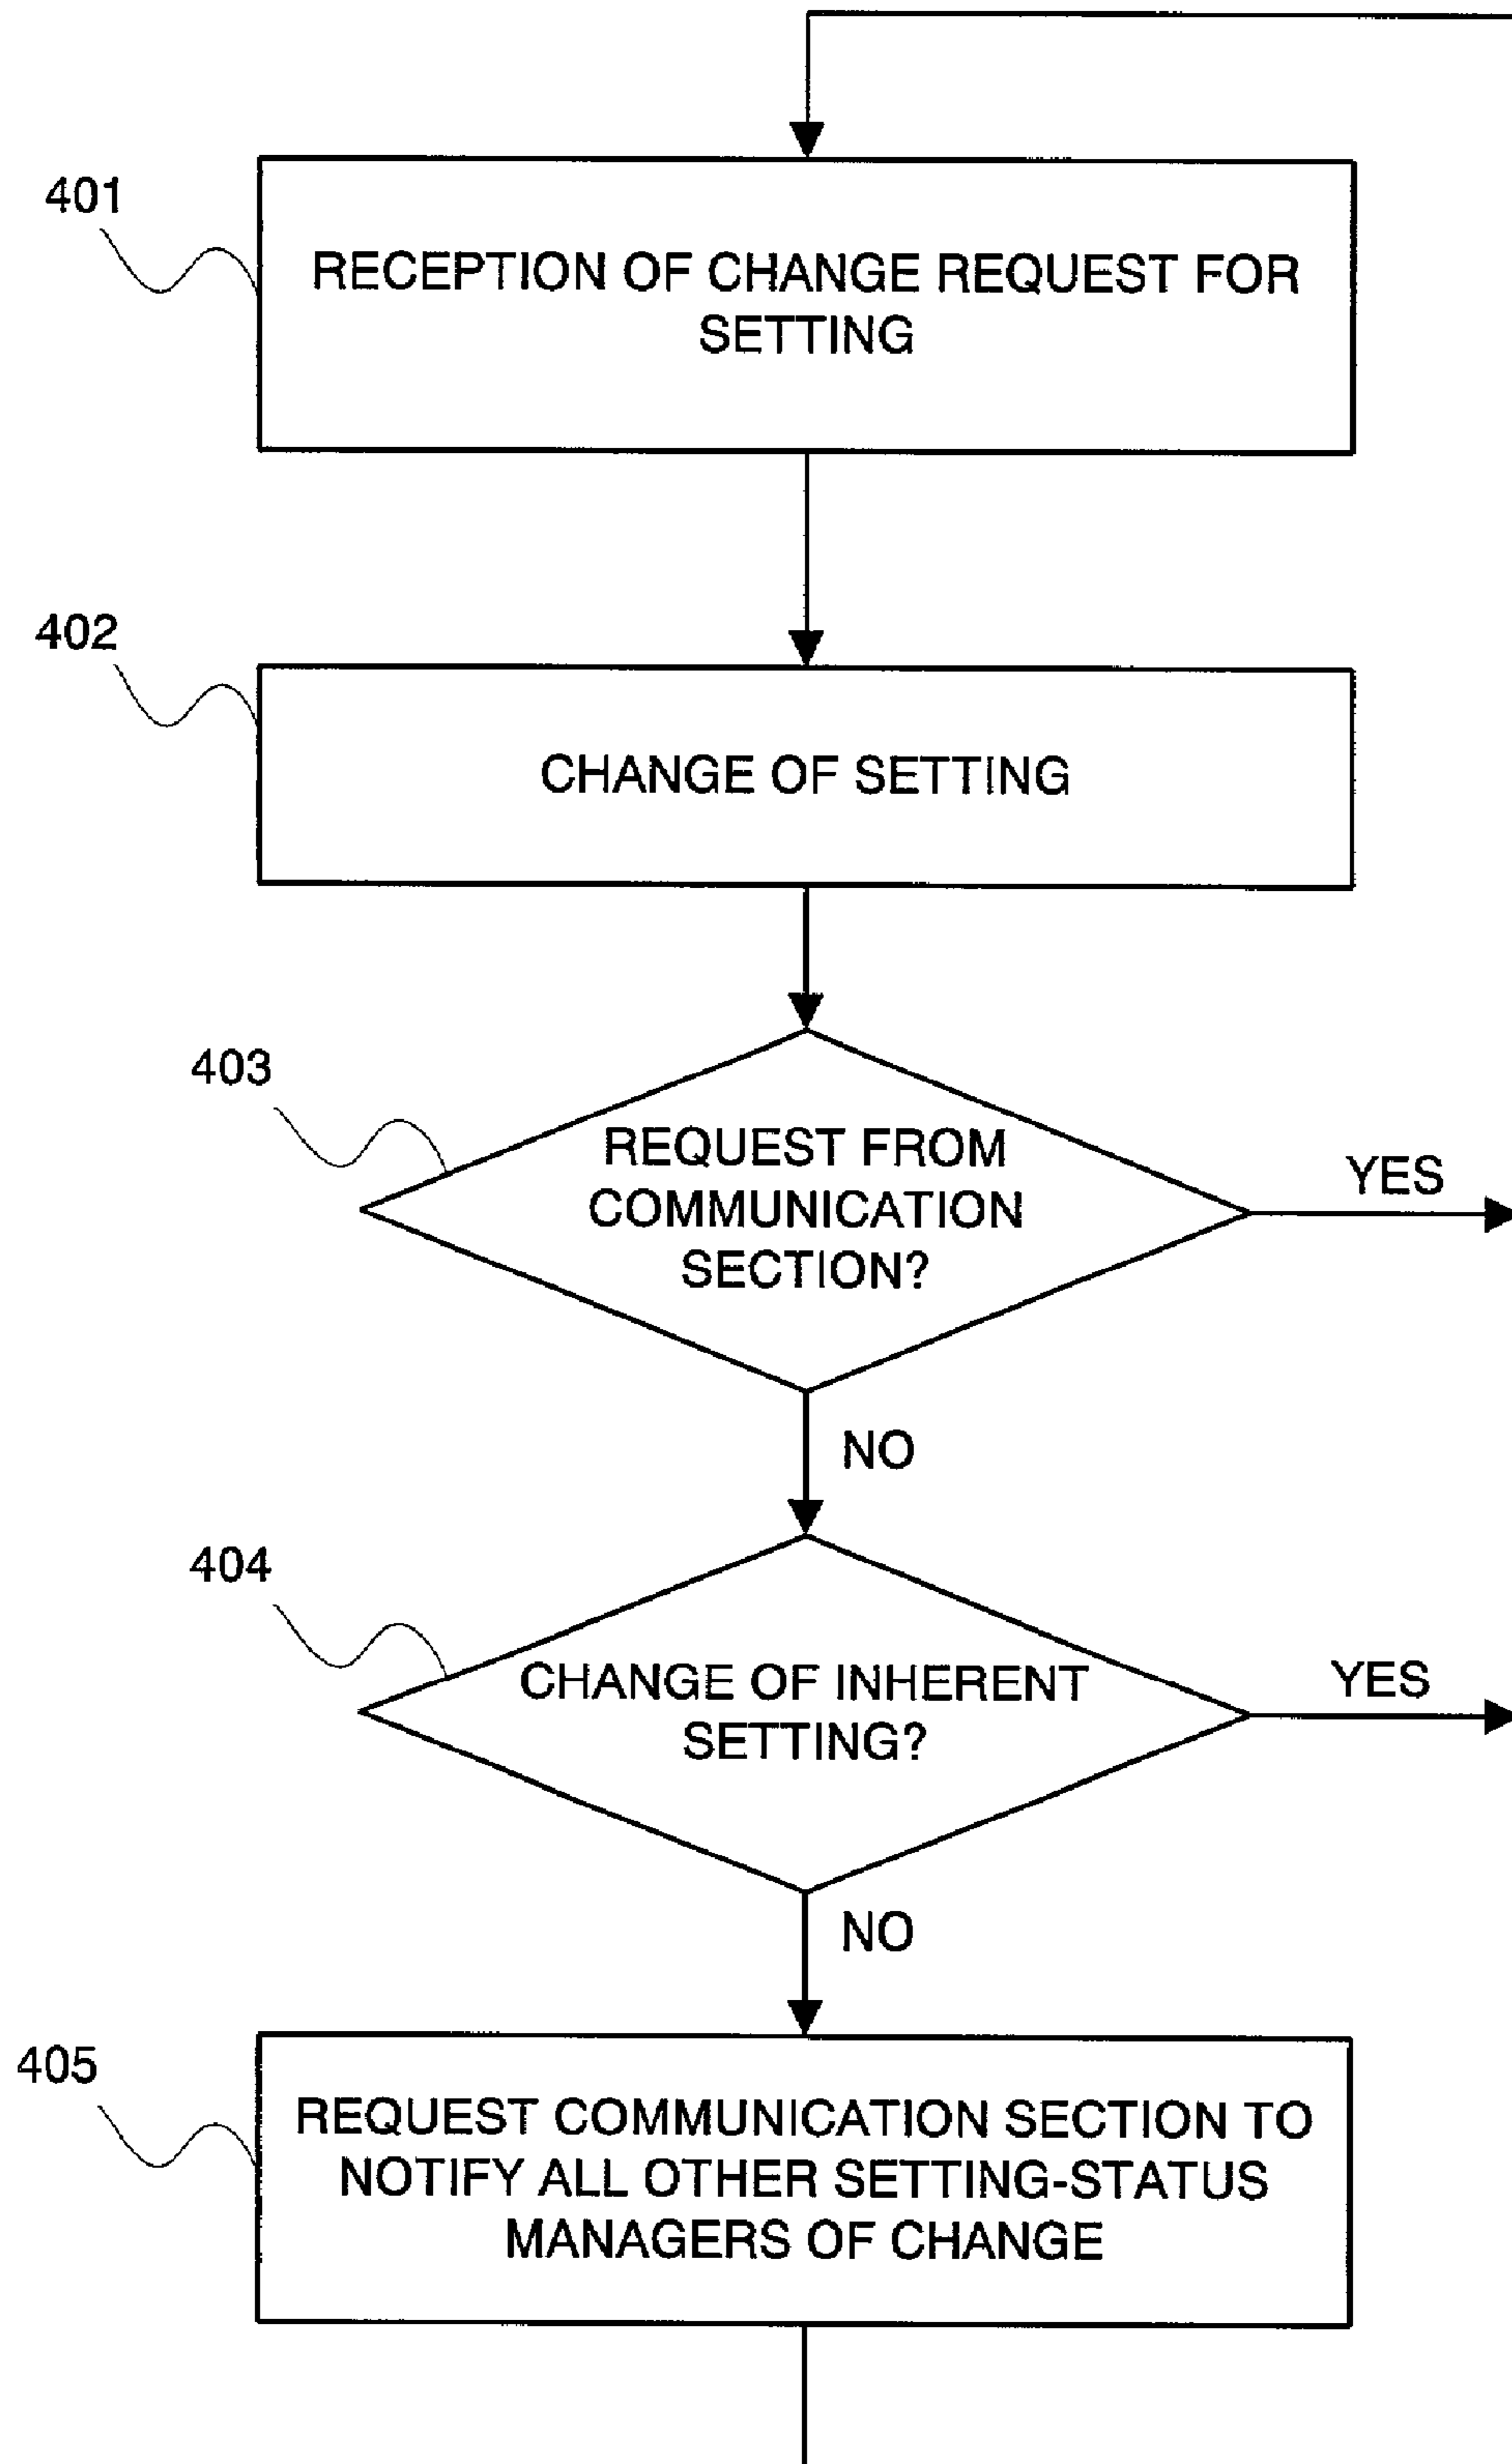 401
RECEPTION OF CHANGE REQUEST FOR
SETTING
402
CHANGE OF SETTING
403
REQUEST FROM
COMMUNICATION
SECTION?
YES
NO
404
CHANGE OF INHERENT
SETTING?
YES
NO
405
REQUEST COMMUNICATION SECTION TO
NOTIFY ALL OTHER SETTING-STATUS
MANAGERS OF CHANGE